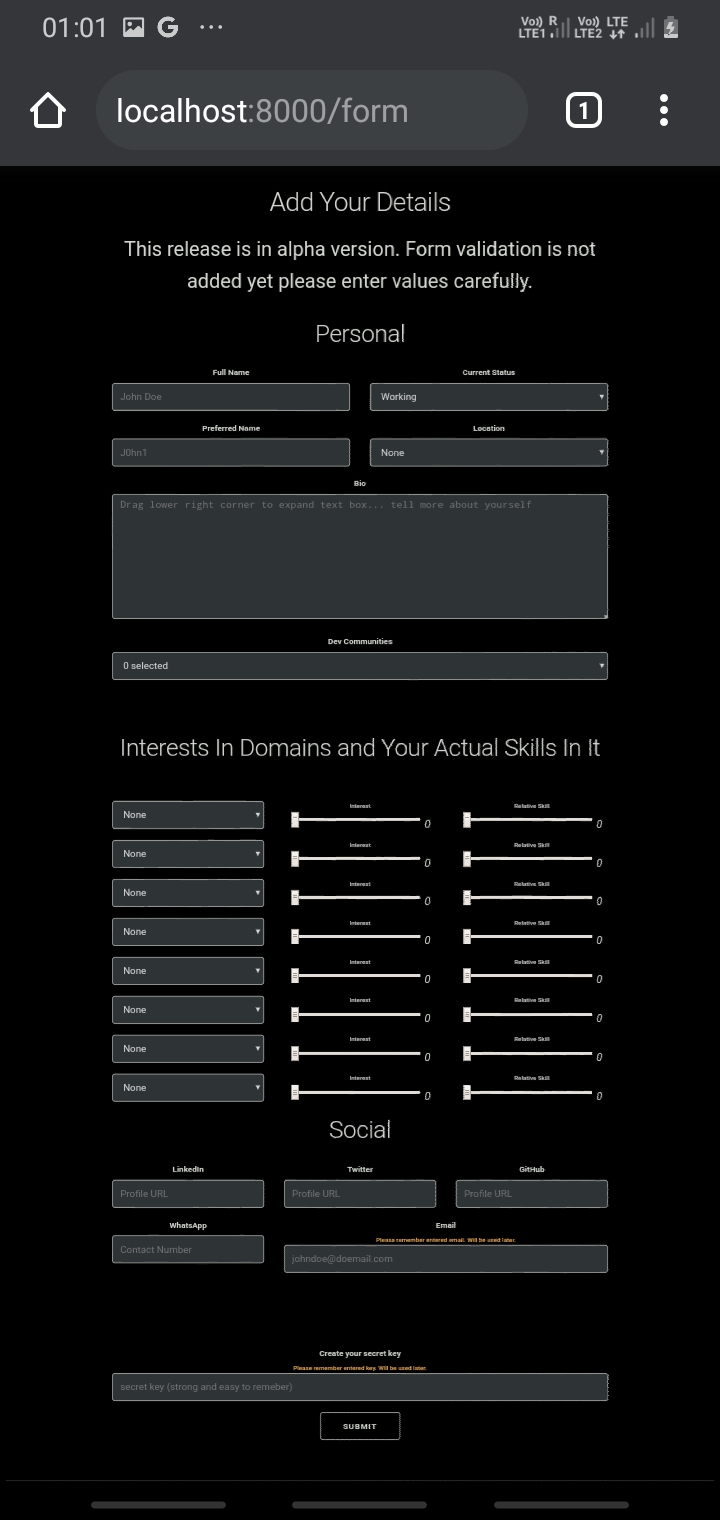 01:01 G ... Vo)) R LTE1 Vo)) LTE LTE2
localhost:8000/form 1
Add Your Details
This release is in alpha version. Form validation is not
added yet please enter values carefully.
Personal
Full Name Current Status
John Doe Working
Preferred Name Location
J0hn1 None
Bio
Drag lower right corner to expand text box... tell more about yourself
Dev Communities
0 selected
Interests In Domains and Your Actual Skills In It
Interest Relative Skill
None 0 0
Interest Relative Skill
None 0 0
Interest Relative Skill
None 0 0
Interest Relative Skill
None 0 0
Interest Relative Skill
None 0 0
Interest Relative Skill
None 0 0
Interest Relative Skill
None 0 0
Interest Relative Skill
None 0 0
Social
LinkedIn Twitter GitHub
Profile URL Profile URL Profile URL
WhatsApp Email
Please remember entered email. Will be used later.
Contact Number johndoe@doemail.com
Create your secret key
Please remember entered key. Will be used later.
secret key (strong and easy to remeber)
SUBMIT